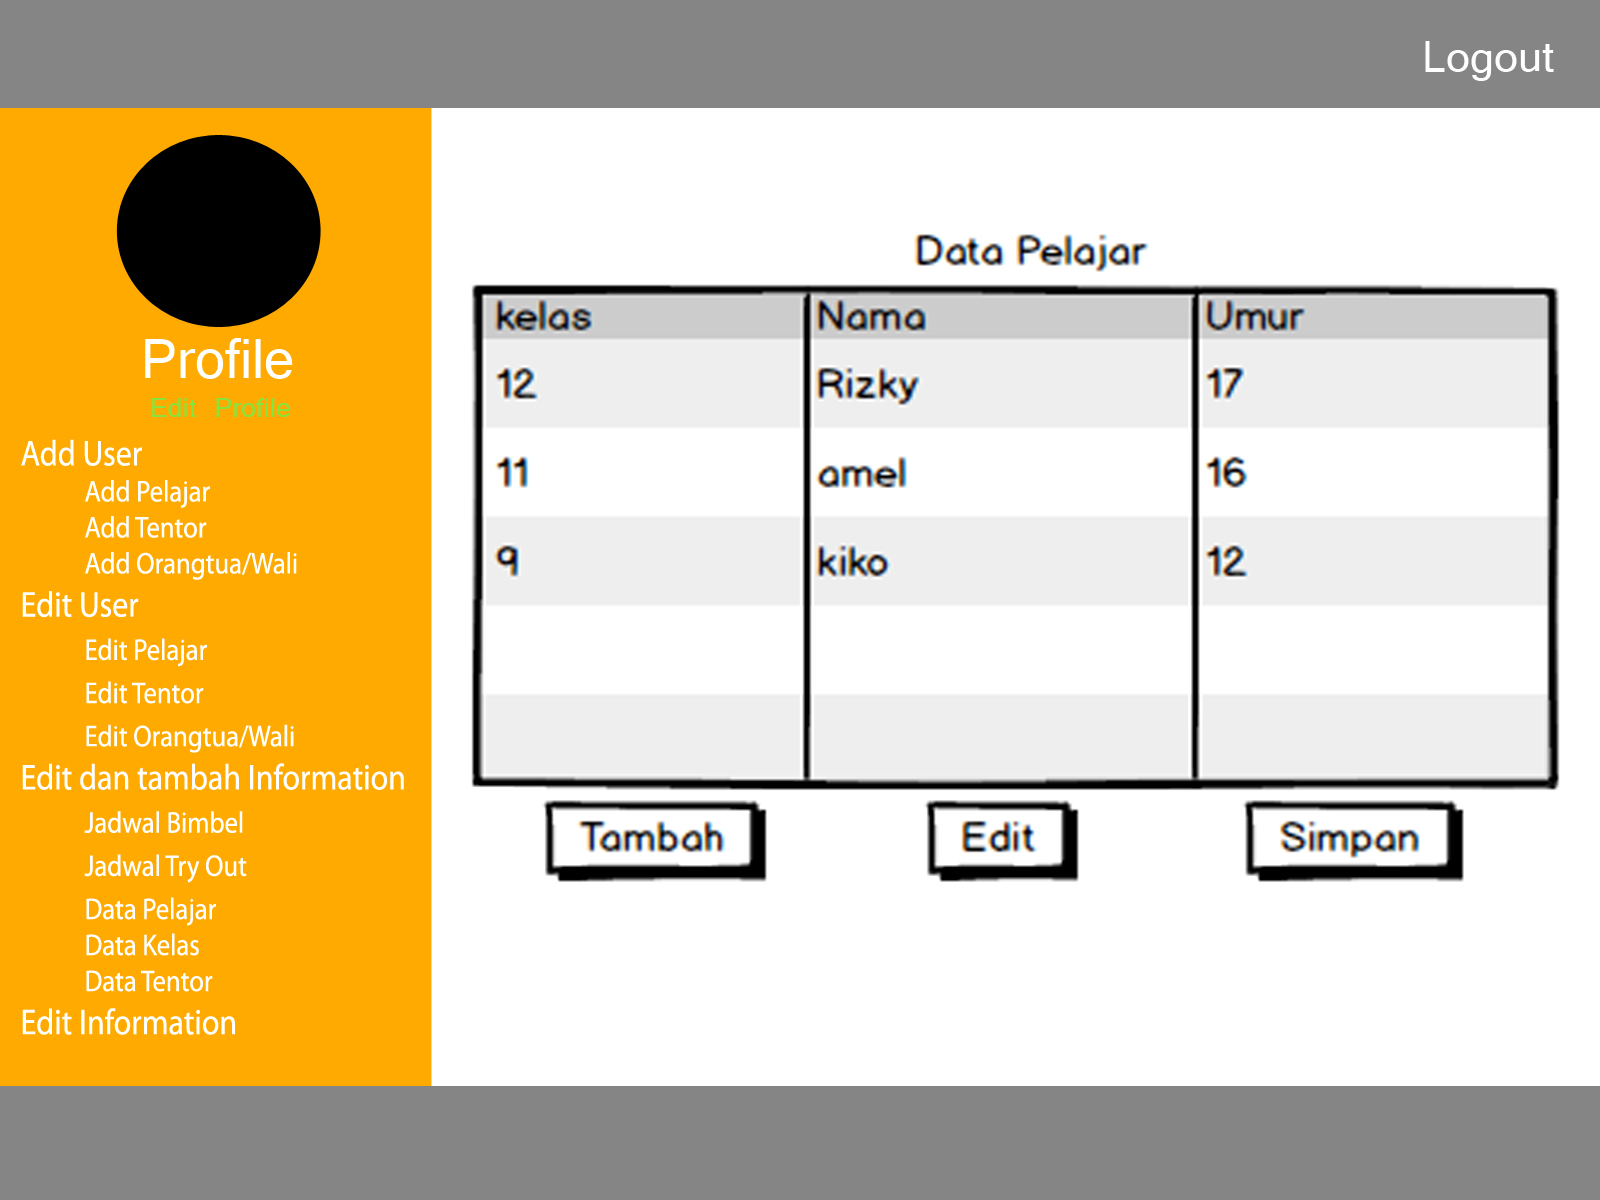 Logout
Profile
Edit Profile
Add User
Add Pelajar
Add Tentor
Add Orangtua/Wali
Edit User
Edit Pelajar
Edit Tentor
Edit Orangtua/Wali
Edit dan tambah Information
Jadwal Bimbel
Jadwal Try Out
Data Pelajar
Data Kelas
Data Tentor
Edit Information
Data Pelajar
kelas Nama Umur
12 Rizky 17
11 amel 16
9 kiko 12
Tambah Edit Simpan